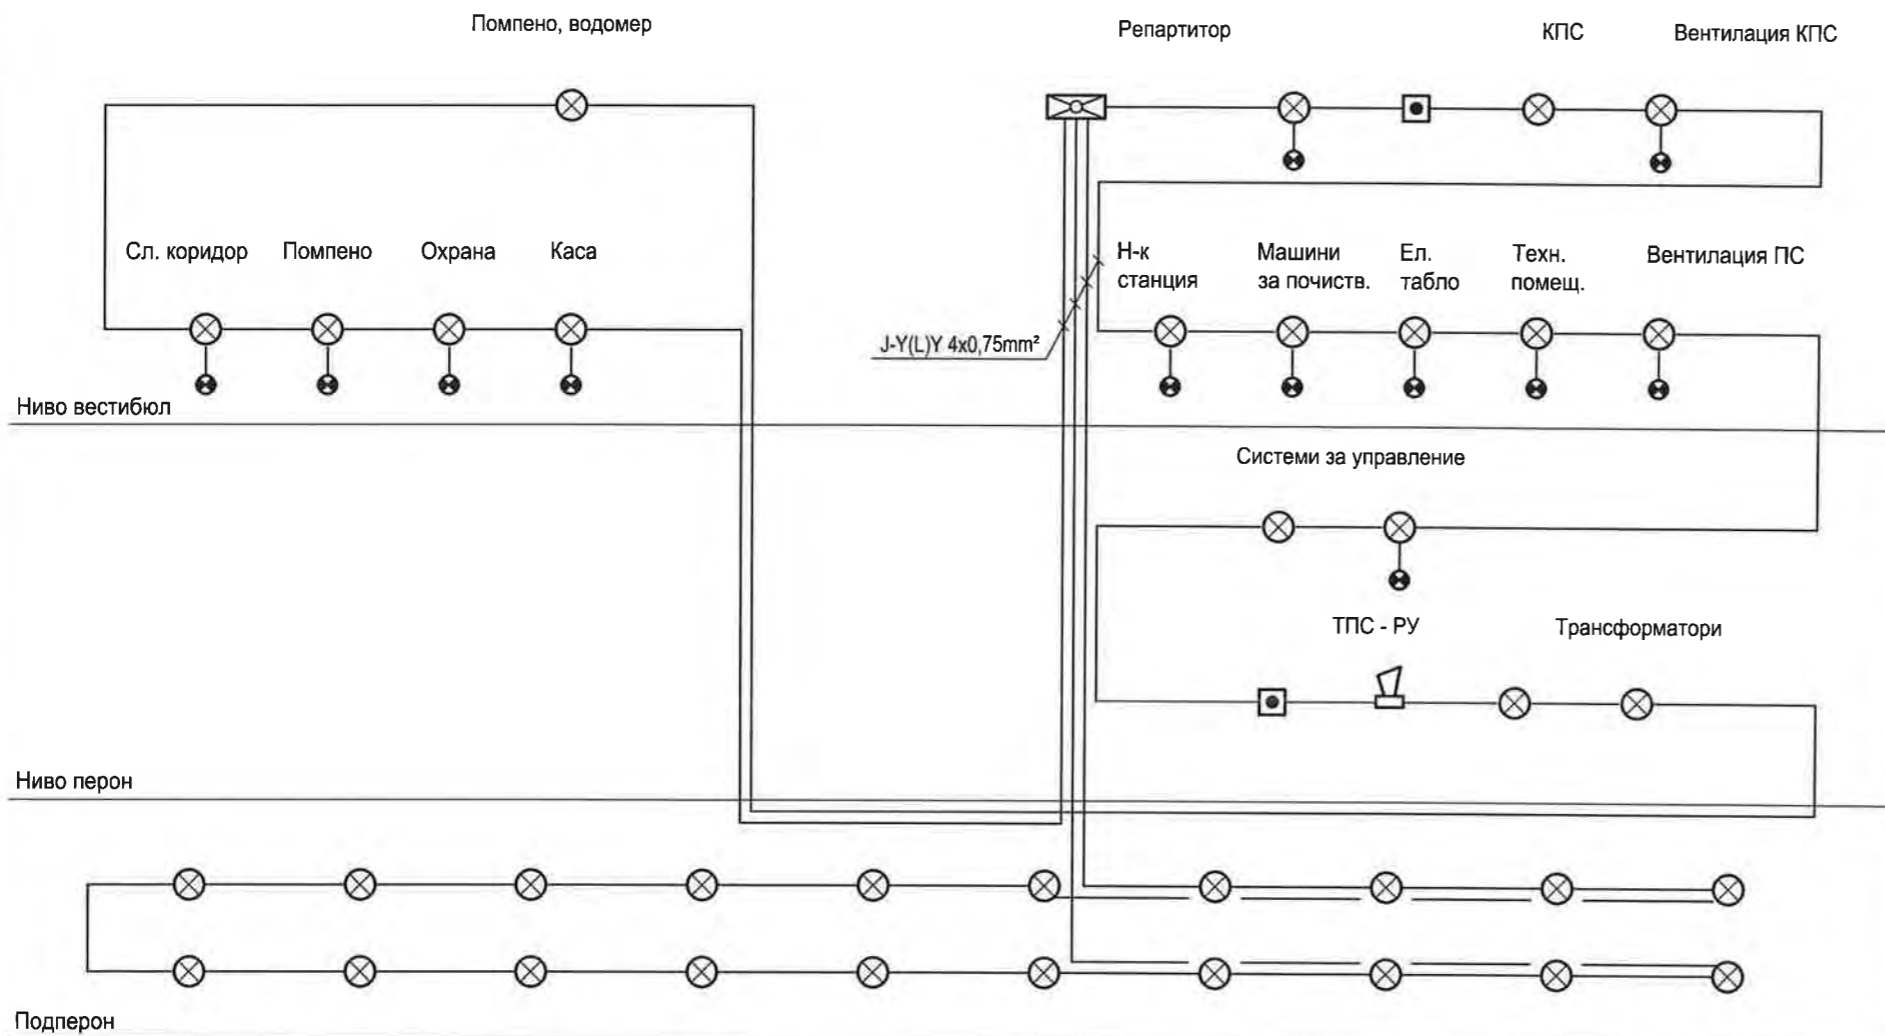 Помпено, водомер
Репартитор
КПС
Вентилация КПС
Сл. коридор
Помпено
Охрана
Каса
Н-к
станция
Машини
за почиств.
Ел.
табло
Техн.
помещ.
Вентилация ПС
J-Y(L)Y 4x0,75mm²
Ниво вестибюл
Системи за управление
ТПС - РУ
Трансформатори
Ниво перон
Подперон